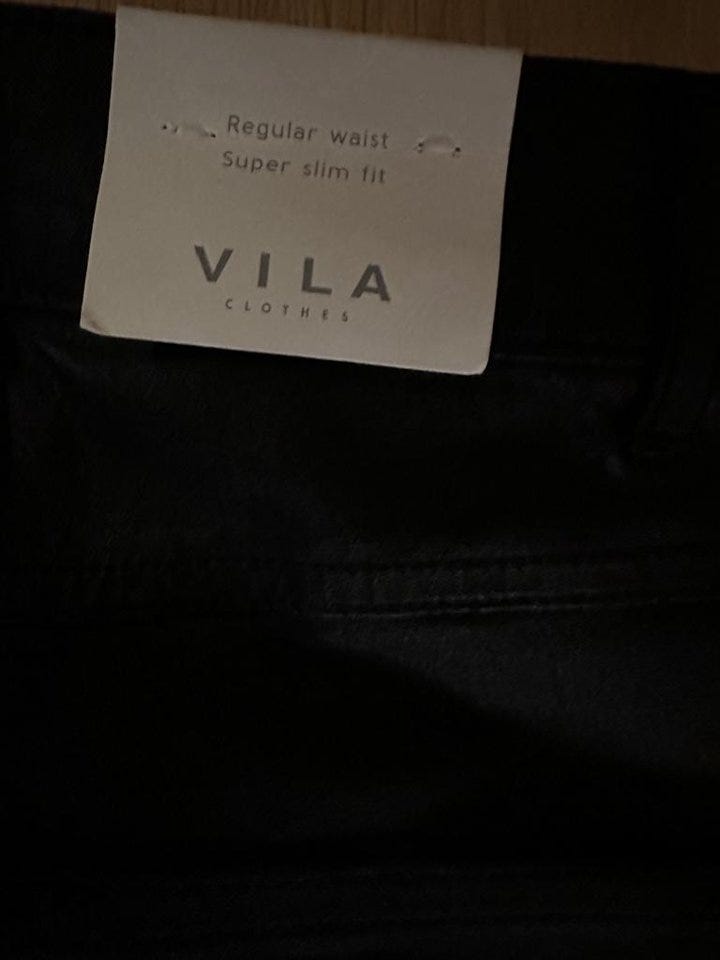 Regular waist
Super slim fit
VILA
CLOTHES